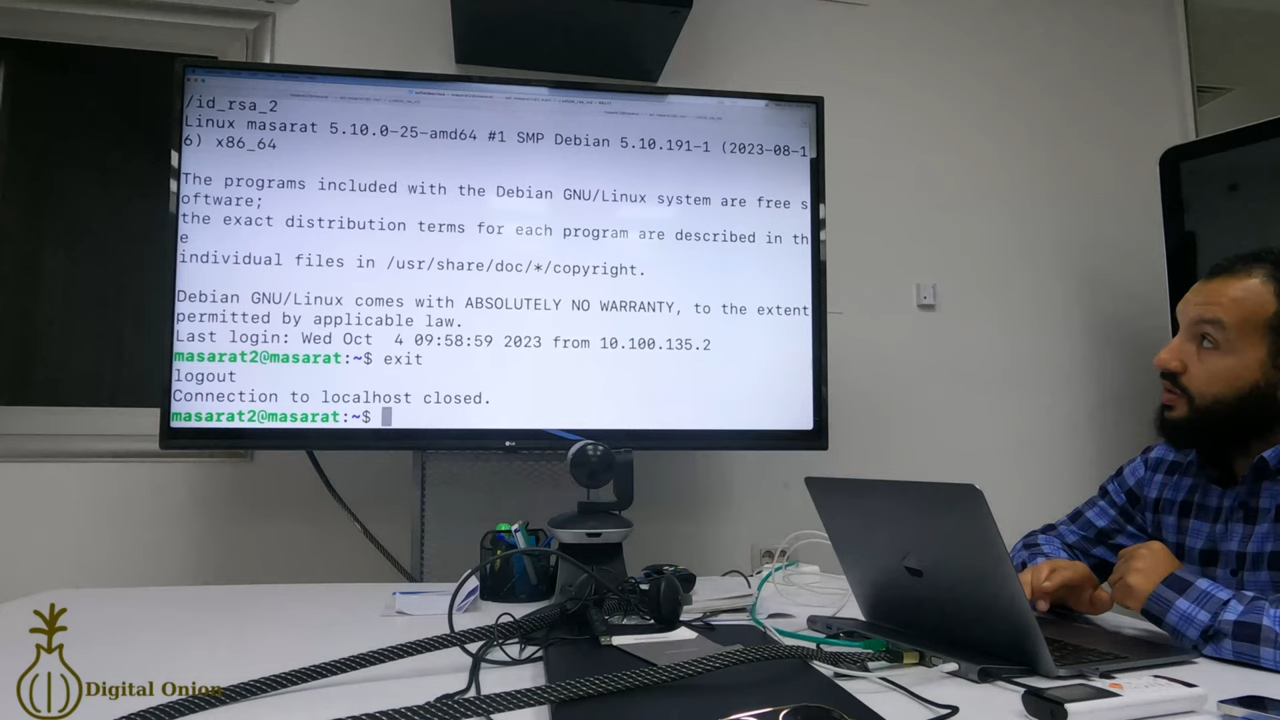 /id_rsa_2
Linux masarat 5.10.0-25-amd64 #1 SMP Debian 5.10.191-1 (2023-08-1
6) x86_64
The programs included with the Debian GNU/Linux system are free s
oftware;
the exact distribution terms for each program are described in th
e
individual files in /usr/share/doc/*/copyright.
Debian GNU/Linux comes with ABSOLUTELY NO WARRANTY, to the extent
permitted by applicable law.
Last login: Wed Oct  4 09:58:59 2023 from 10.100.135.2
masarat2@masarat:~$ exit
logout
Connection to localhost closed.
masarat2@masarat:~$
LG
Digital Onion